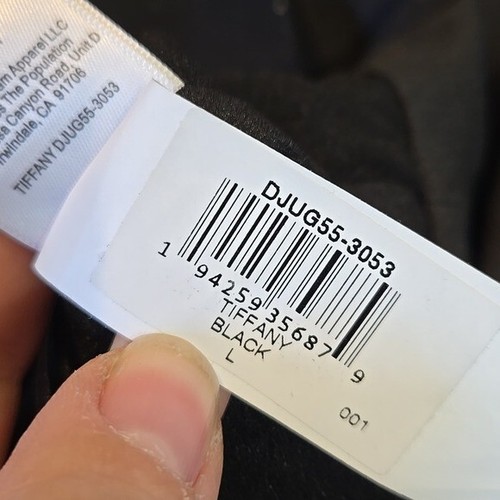 Apparel LLC
The Population
Canyon Road, Unit D
CA 91706
TIFFANY DJUG55-3053
DJUG55-3053
1 94259 35687 9
TIFFANY
BLACK
L
001